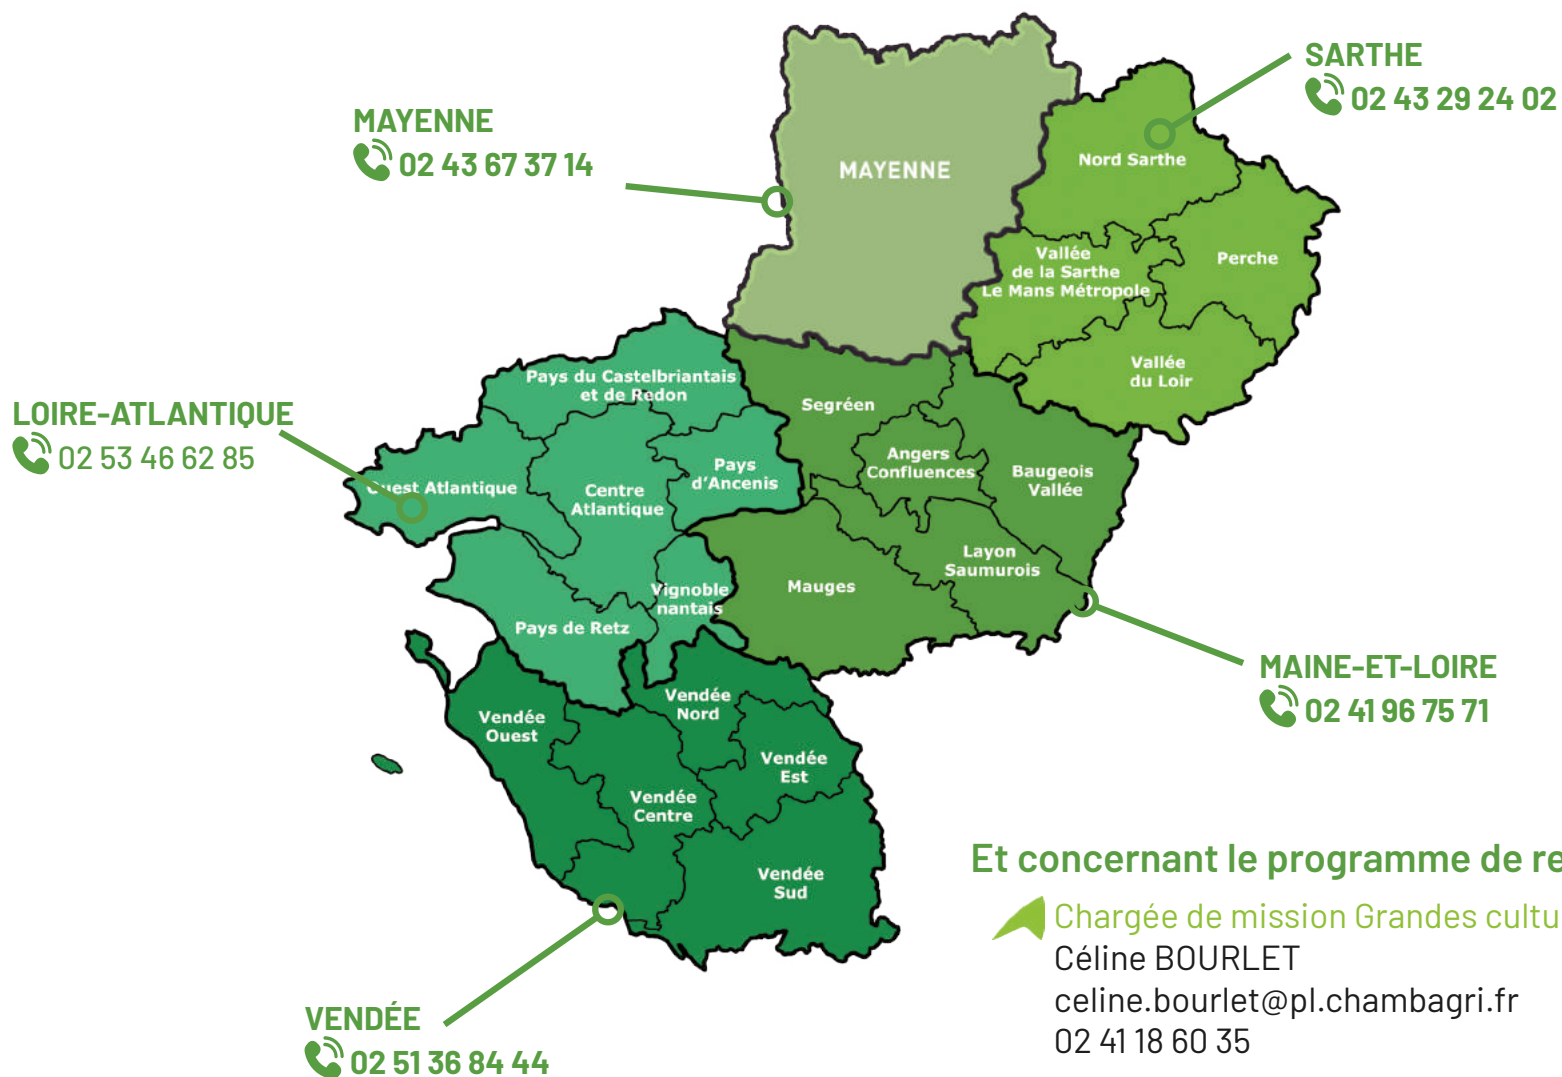 SARTHE
02 43 29 24 02
MAYENNE
02 43 67 37 14
MAYENNE
Nord Sarthe
Vallée
de la Sarthe
Le Mans Métropole
Perche
Vallée
du Loir
Pays du Castelbriantais
et de Redon
Segréen
LOIRE-ATLANTIQUE
02 53 46 62 85
Ouest Atlantique
Centre
Atlantique
Pays
d'Ancenis
Angers
Confluences
Baugeois
Vallée
Layon
Saumurois
Mauges
Vignoble
nantais
Pays de Retz
MAINE-ET-LOIRE
02 41 96 75 71
Vendée
Ouest
Vendée
Nord
Vendée
Est
Vendée
Centre
Vendée
Sud
Et concernant le programme de re
Chargée de mission Grandes cultu
Céline BOURLET
celine.bourlet@pl.chambagri.fr
02 41 18 60 35
VENDÉE
02 51 36 84 44